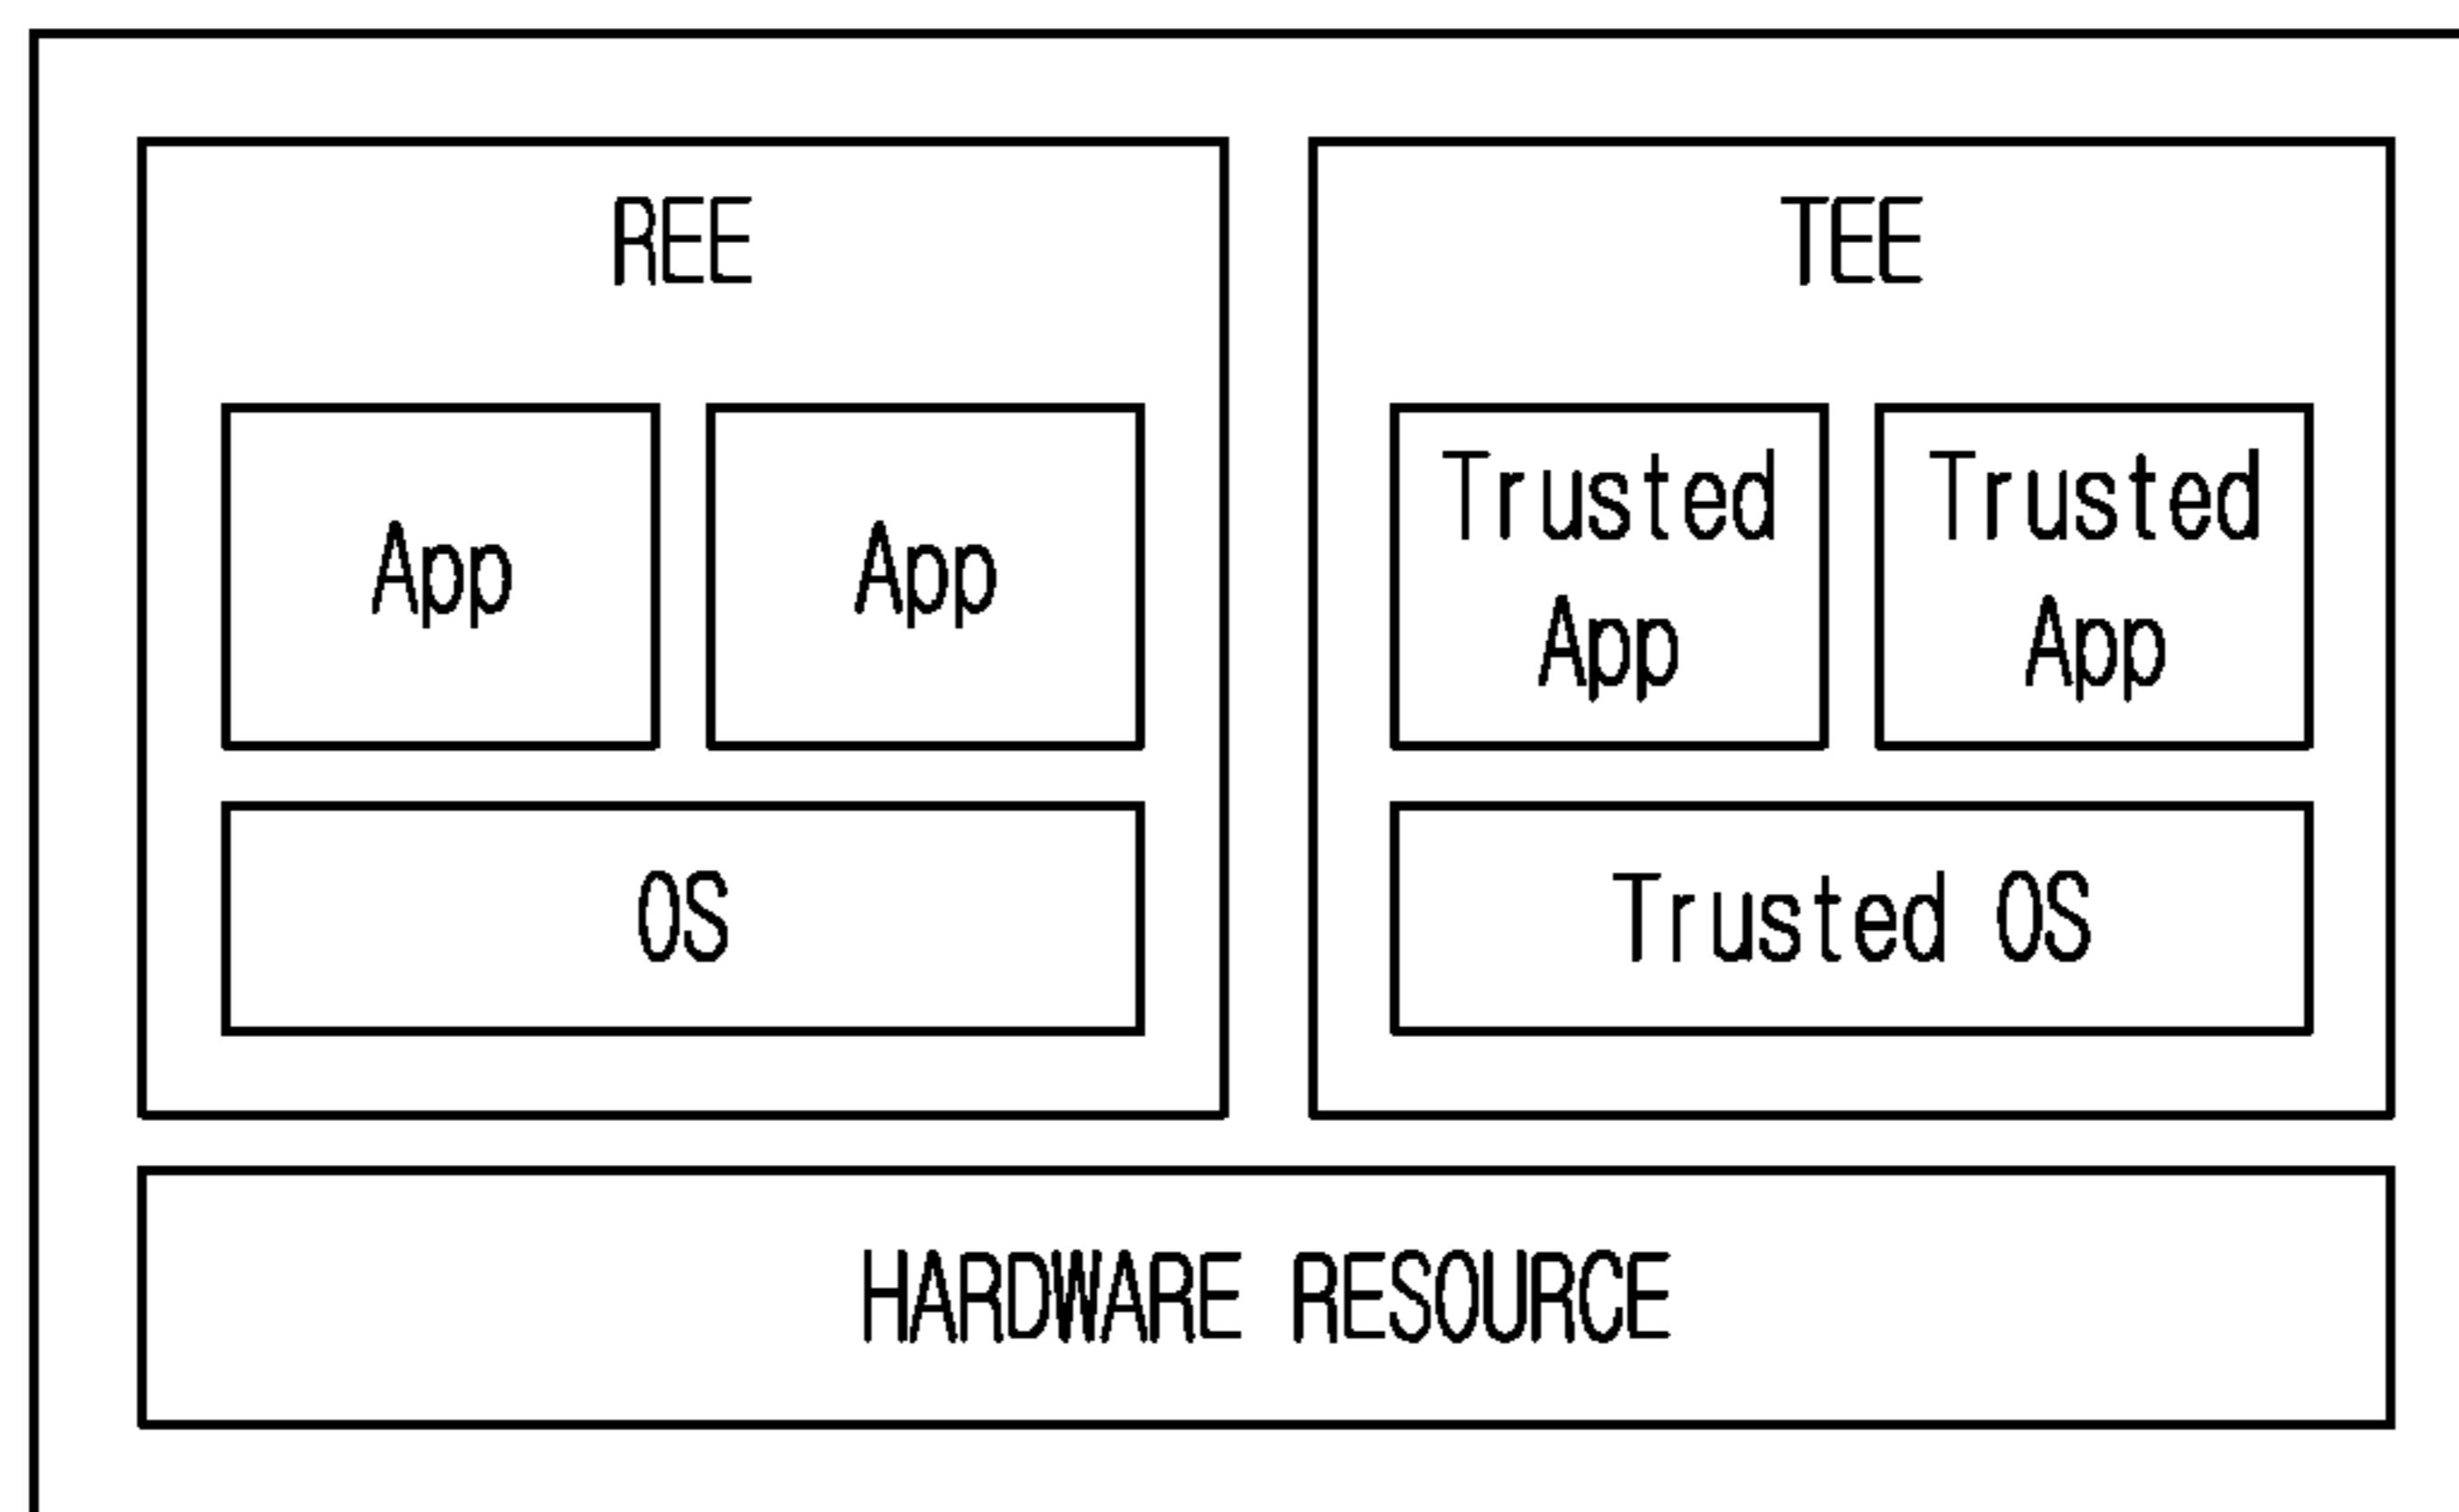 REE
App
App
OS
TEE
Trusted
App
Trusted
App
Trusted OS
HARDWARE RESOURCE